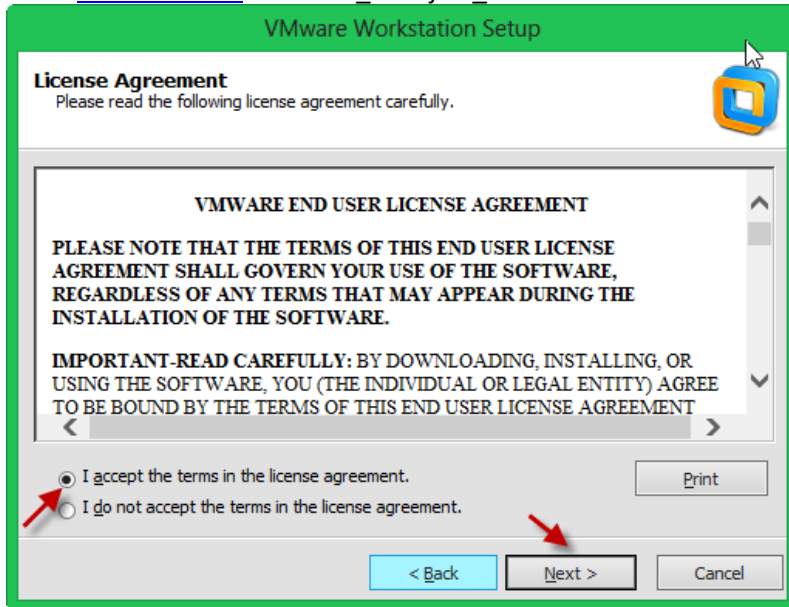 VMware Workstation Setup
License Agreement
Please read the following license agreement carefully.
VMWARE END USER LICENSE AGREEMENT
PLEASE NOTE THAT THE TERMS OF THIS END USER LICENSE
AGREEMENT SHALL GOVERN YOUR USE OF THE SOFTWARE,
REGARDLESS OF ANY TERMS THAT MAY APPEAR DURING THE
INSTALLATION OF THE SOFTWARE.
IMPORTANT-READ CAREFULLY: BY DOWNLOADING, INSTALLING, OR
USING THE SOFTWARE, YOU (THE INDIVIDUAL OR LEGAL ENTITY) AGREE
TO BE BOUND BY THE TERMS OF THIS END USER LICENSE AGREEMENT
I accept the terms in the license agreement.
Print
I do not accept the terms in the license agreement.
< Back
Next >
Cancel